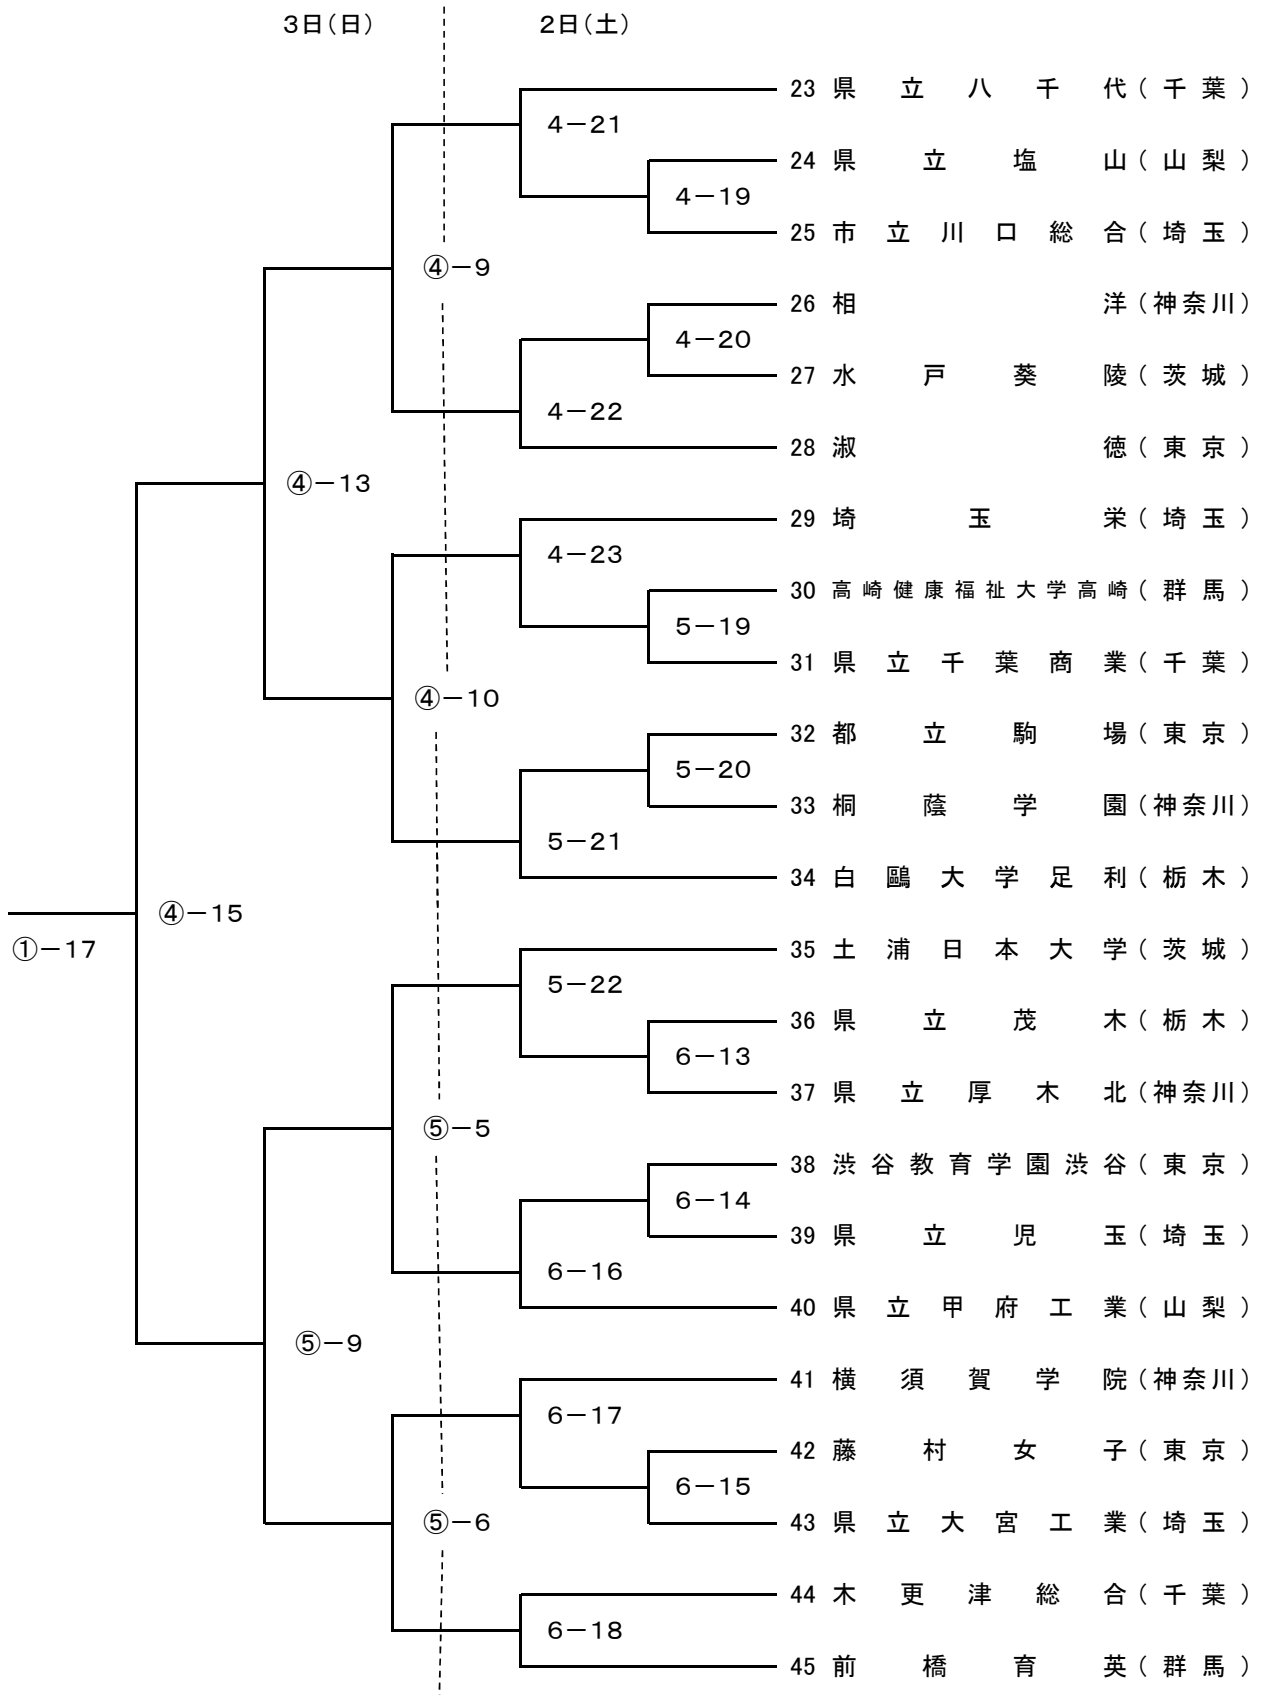 3日(日) 2日(土)
23 県立八千代(千葉)
4-21
24 県立塩山(山梨)
4-19
25 市立川口総合(埼玉)
④-9
26 相洋(神奈川)
4-20
27 水戸葵陵(茨城)
4-22
28 淑徳(東京)
④-13
29 埼玉栄(埼玉)
4-23
30 高崎健康福祉大学高崎(群馬)
5-19
31 県立千葉商業(千葉)
④-10
32 都立駒場(東京)
5-20
33 桐蔭学園(神奈川)
5-21
34 白鷗大学足利(栃木)
④-15
①-17
35 土浦日本大学(茨城)
5-22
36 県立茂木(栃木)
6-13
37 県立厚木北(神奈川)
⑤-5
38 渋谷教育学園渋谷(東京)
6-14
39 県立児玉(埼玉)
6-16
40 県立甲府工業(山梨)
⑤-9
41 横須賀学院(神奈川)
6-17
42 藤村女子(東京)
6-15
43 県立大宮工業(埼玉)
⑤-6
44 木更津総合(千葉)
6-18
45 前橋育英(群馬)